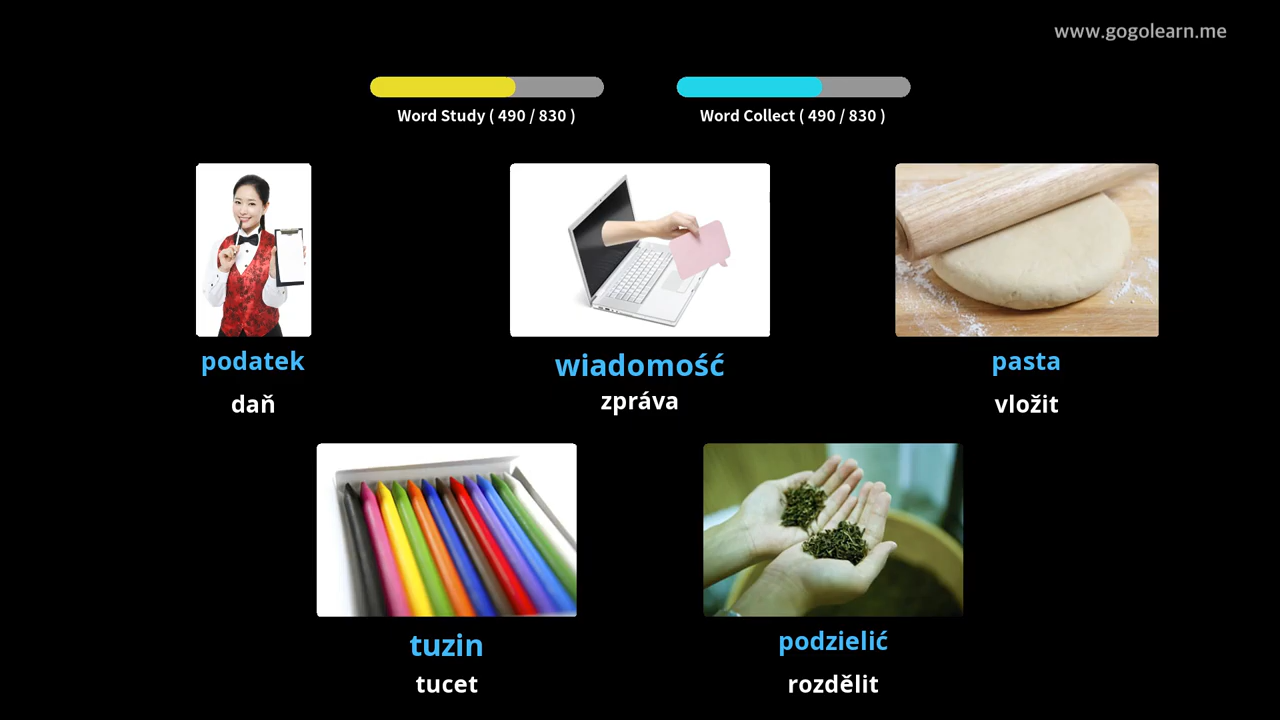 www.gogolearn.me
Word Study ( 490 / 830 )
Word Collect ( 490 / 830 )
podatek
daň
wiadomość
zpráva
pasta
vložit
tuzin
tucet
podzielić
rozdělit